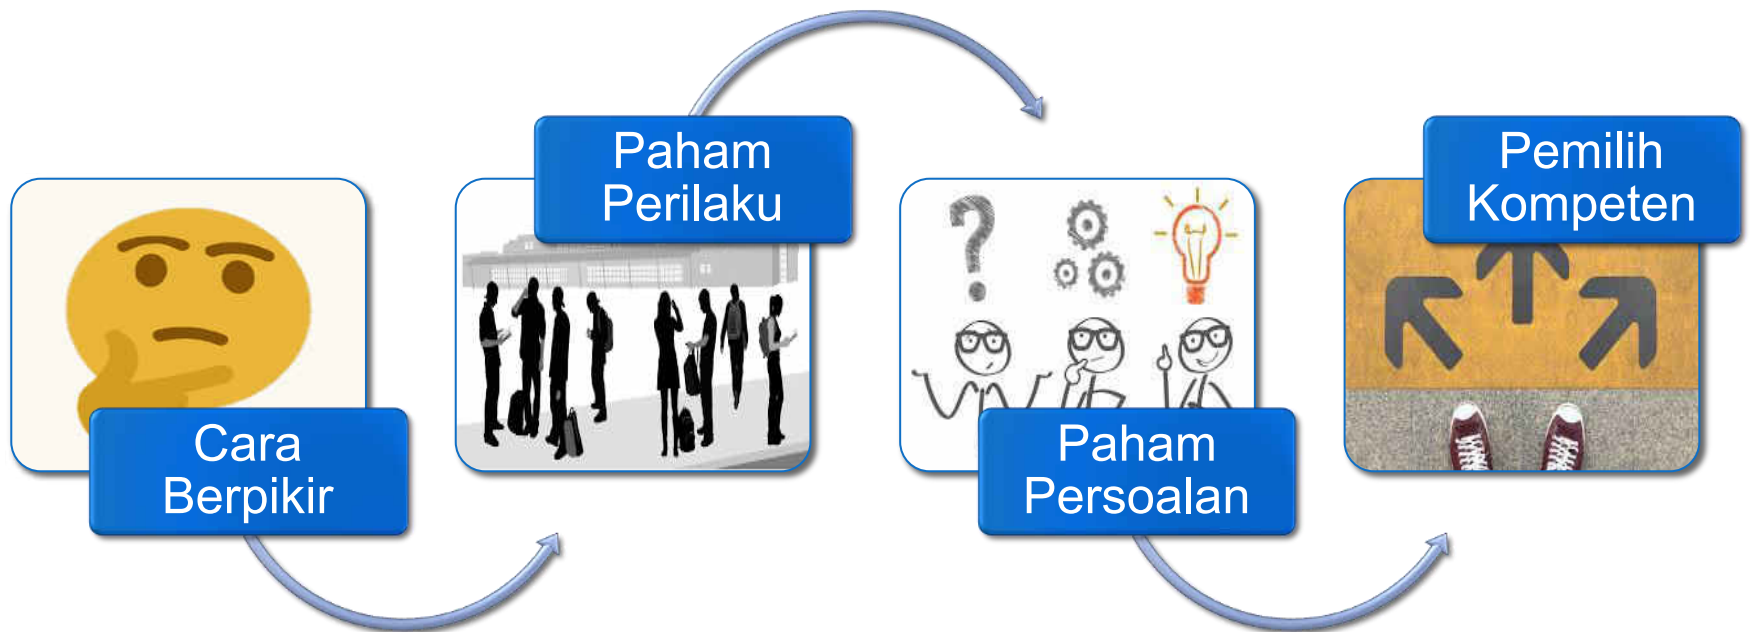 Cara
Berpikir
Paham
Perilaku
Paham
Persoalan
Pemilih
Kompeten